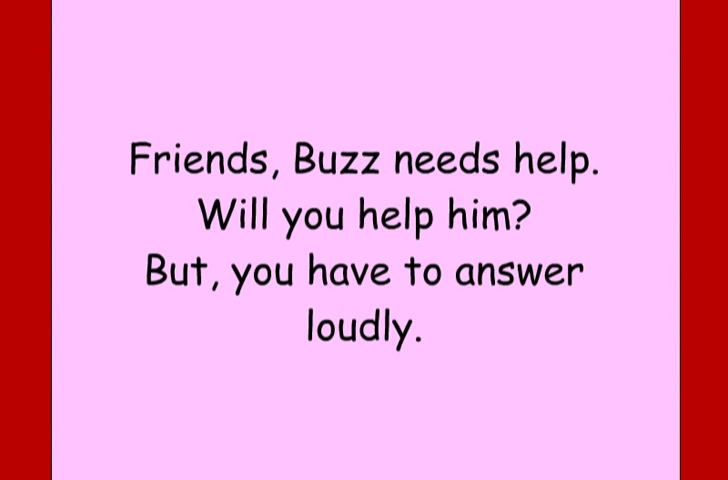 Friends, Buzz needs help.
Will you help him?
But, you have to answer
loudly.